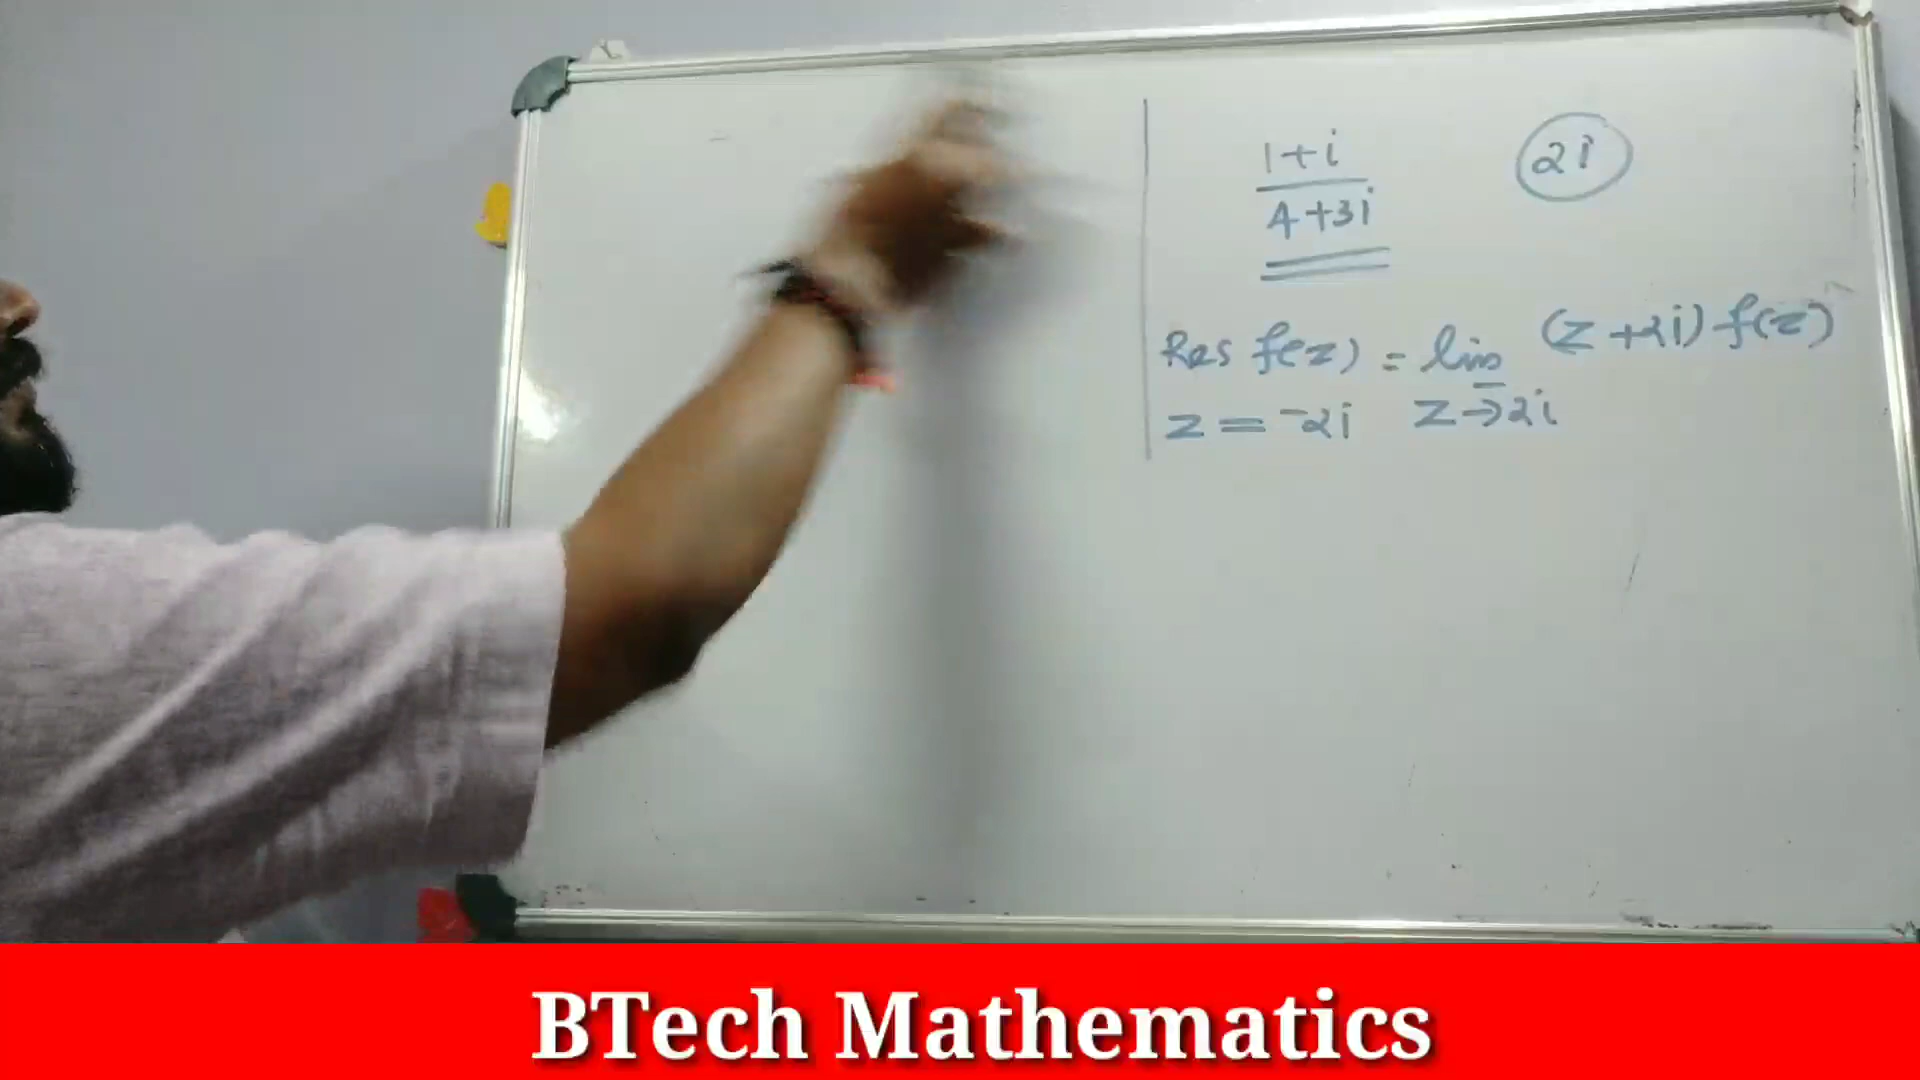 1+i
4+3i
2i
Res f(z) = lim (z+2i) f(z)
z = -2i z→-2i
BTech Mathematics